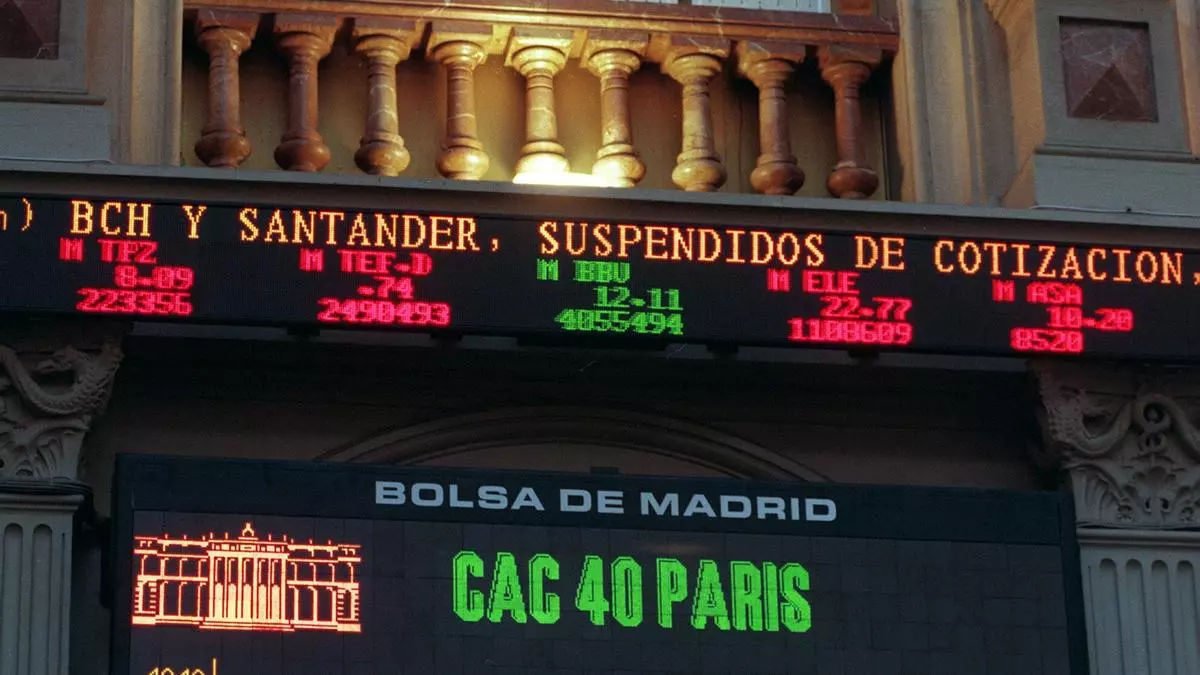 ) BCH Y SANTANDER, SUSPENDIDOS DE COTIZACION,
M TPZ M TEF.D M BBV M ELE M ASA
8-09 .74 12-11 22-77 10-20
223356 2490493 4055494 1108609 8520
BOLSA DE MADRID
CAC 40 PARIS